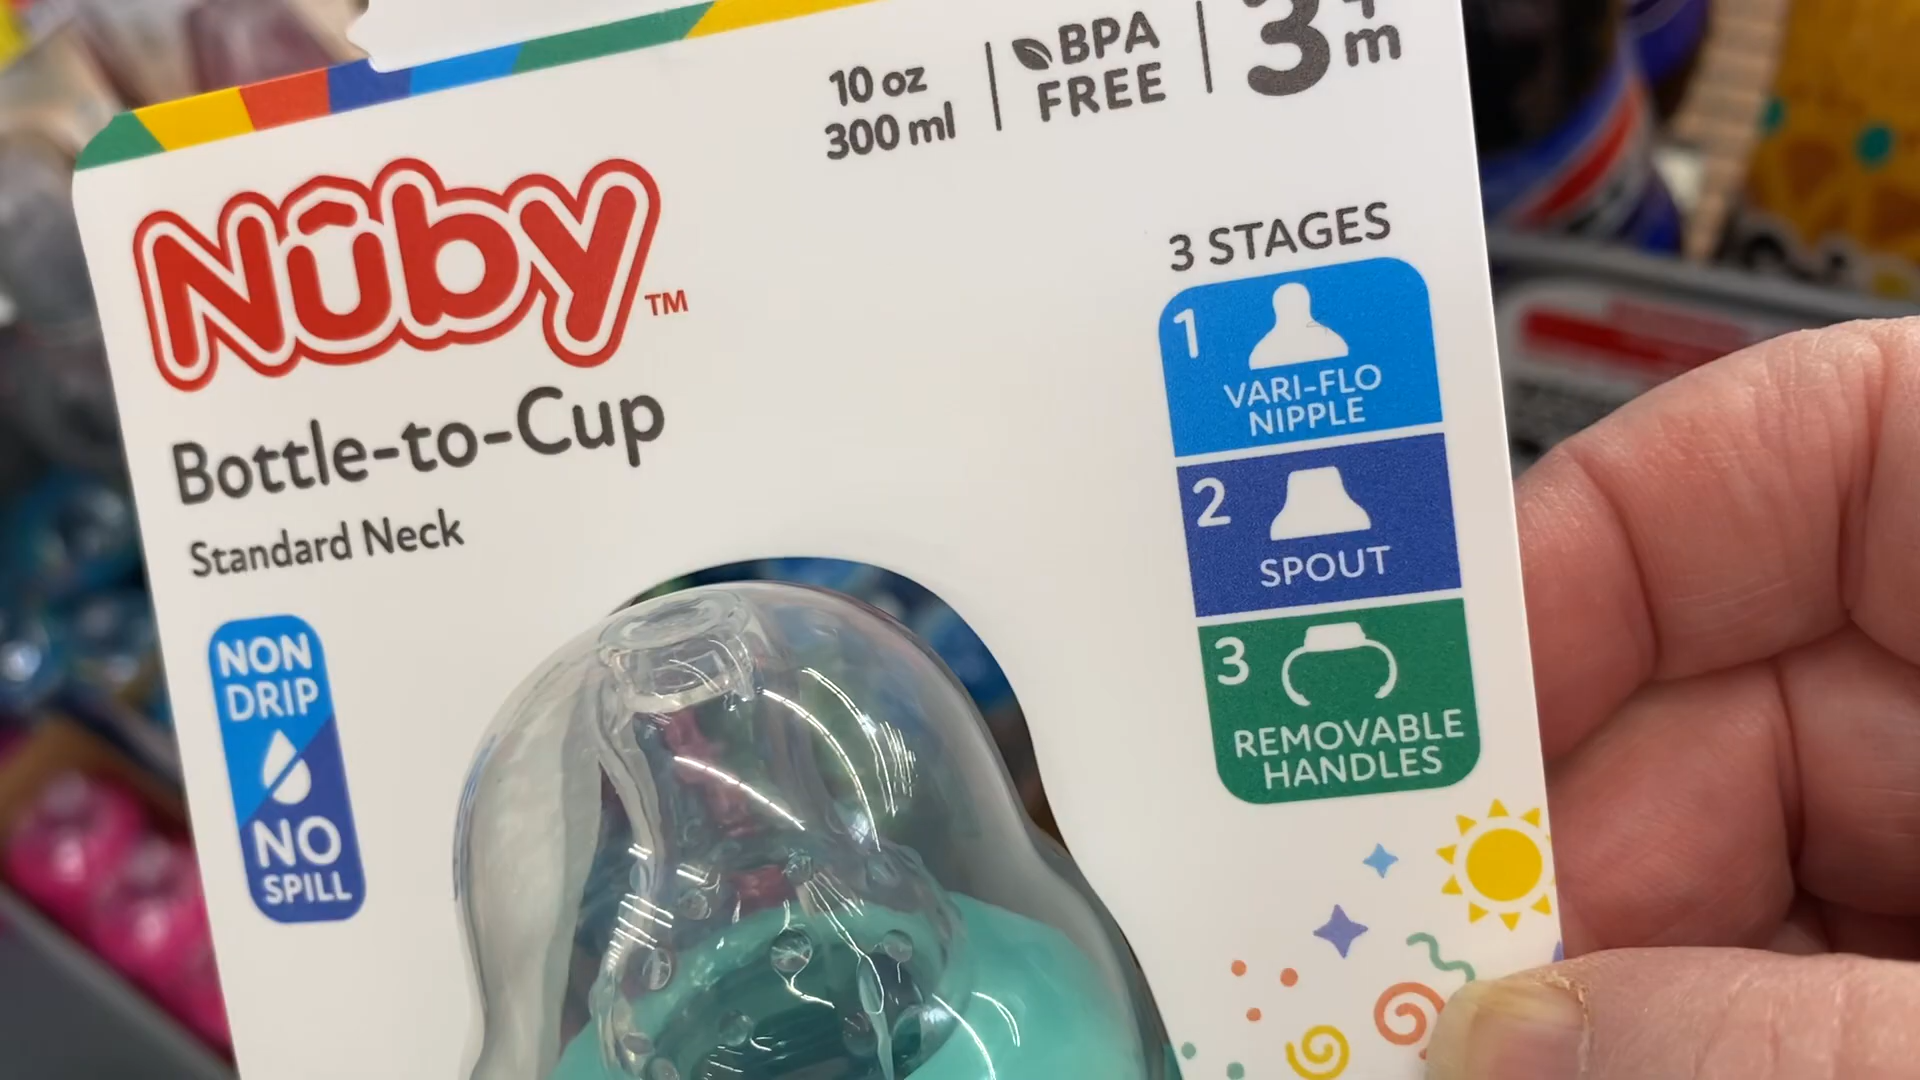 10 oz
300 ml
BPA
FREE
3+
m
Nûby™
Bottle-to-Cup
Standard Neck
NON
DRIP
NO
SPILL
3 STAGES
1
VARI-FLO
NIPPLE
2
SPOUT
3
REMOVABLE
HANDLES